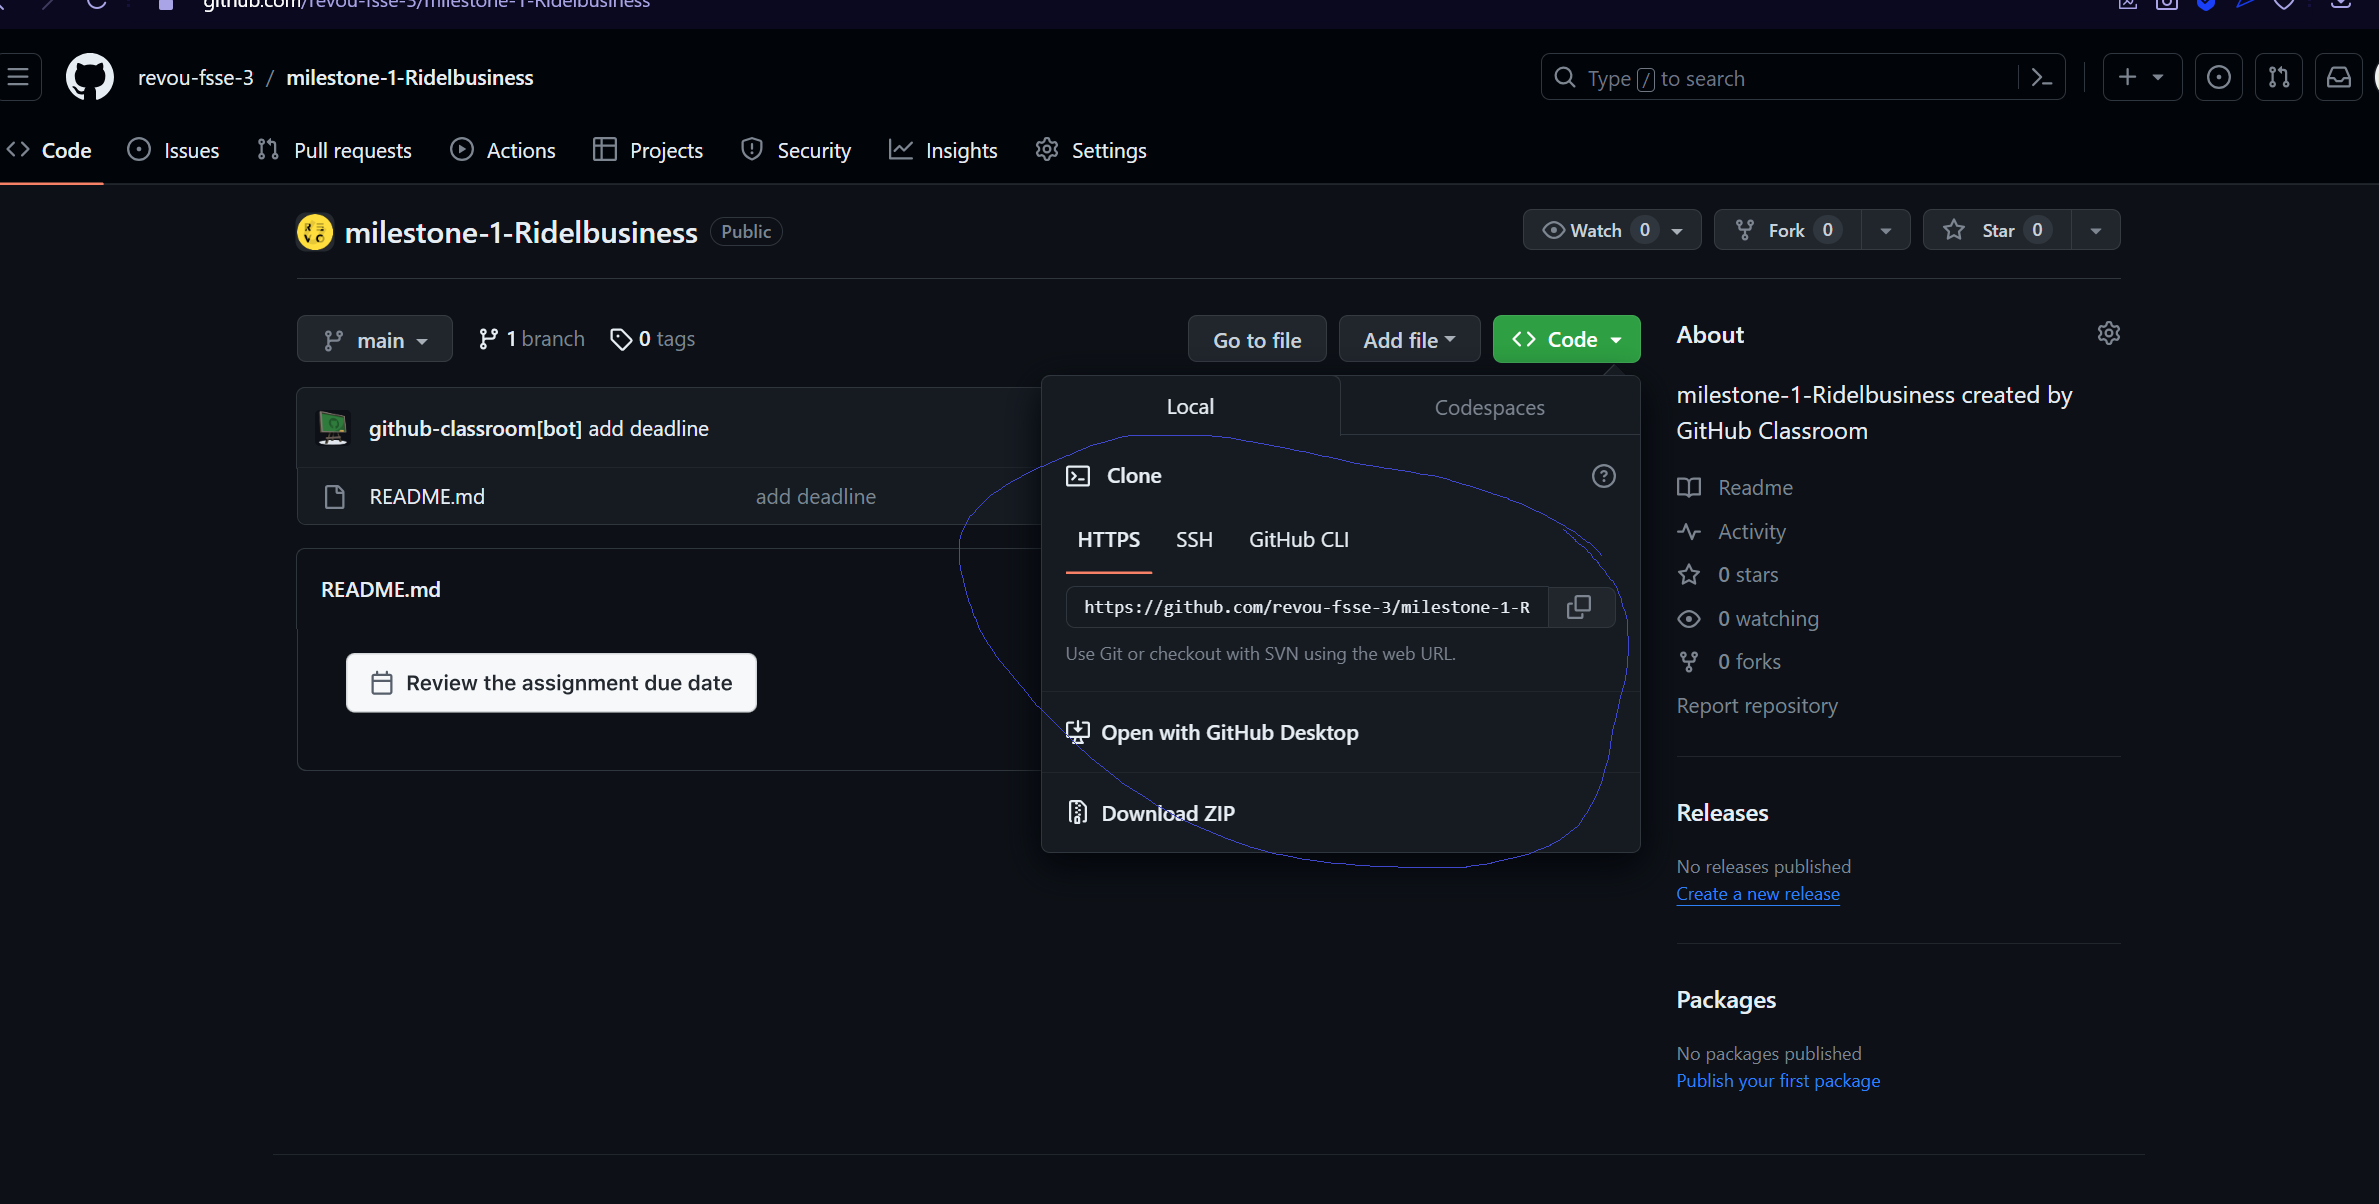 github.com/revou-fsse-3/milestone-1-Ridelbusiness
revou-fsse-3 / milestone-1-Ridelbusiness
Type / to search
Code Issues Pull requests Actions Projects Security Insights Settings
milestone-1-Ridelbusiness Public
Watch 0 Fork 0 Star 0
main 1 branch 0 tags Go to file Add file Code
github-classroom[bot] add deadline
README.md add deadline
README.md
Review the assignment due date
Local Codespaces
Clone
HTTPS SSH GitHub CLI
https://github.com/revou-fsse-3/milestone-1-R
Use Git or checkout with SVN using the web URL.
Open with GitHub Desktop
Download ZIP
About
milestone-1-Ridelbusiness created by
GitHub Classroom
Readme
Activity
0 stars
0 watching
0 forks
Report repository
Releases
No releases published
Create a new release
Packages
No packages published
Publish your first package